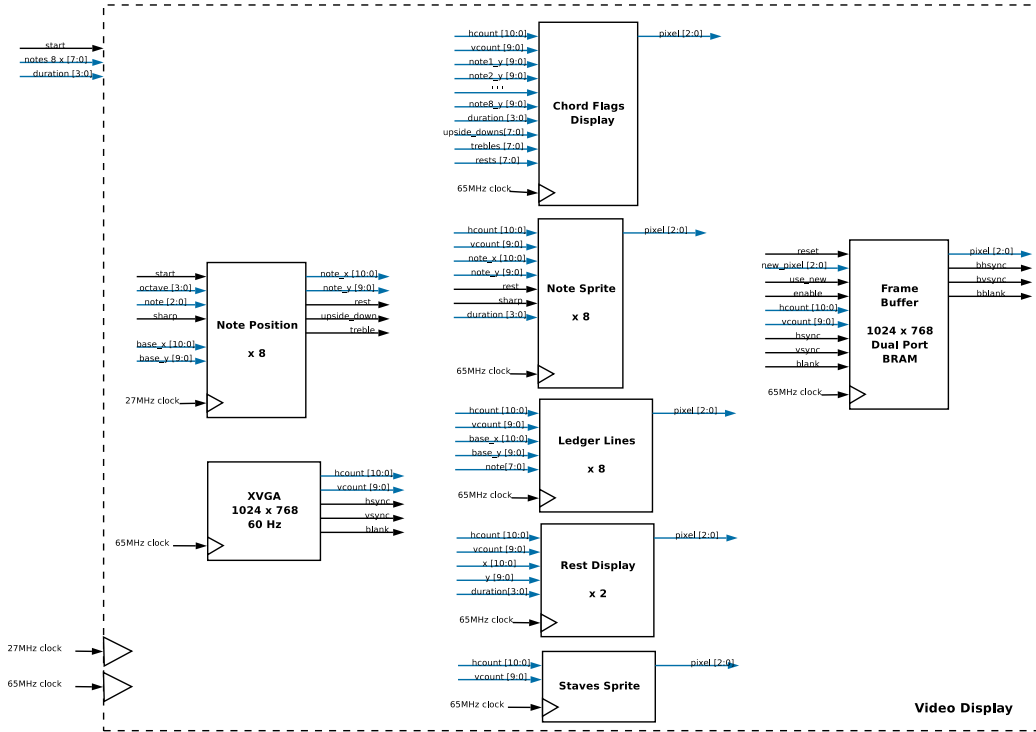 start
notes 8 x [7:0]
duration [3:0]
hcount [10:0]
vcount [9:0]
note1_y [9:0]
note2_y [9:0]
...
note8_y [9:0]
duration [3:0]
upside_downs[7:0]
trebles [7:0]
rests [7:0]
65MHz clock
Chord Flags
Display
pixel [2:0]
start
octave [3:0]
note [2:0]
sharp
base_x [10:0]
base_y [9:0]
27MHz clock
Note Position
x 8
note_x [10:0]
note_y [9:0]
rest
upside_down
treble
hcount [10:0]
vcount [9:0]
note_x [10:0]
note_y [9:0]
rest
sharp
duration [3:0]
65MHz clock
Note Sprite
x 8
pixel [2:0]
reset
new_pixel [2:0]
use_new
enable
hcount [10:0]
vcount [9:0]
hsync
vsync
blank
65MHz clock
Frame
Buffer
1024 x 768
Dual Port
BRAM
pixel [2:0]
bhsync
bvsync
bblank
65MHz clock
XVGA
1024 x 768
60 Hz
hcount [10:0]
vcount [9:0]
hsync
vsync
blank
hcount [10:0]
vcount [9:0]
base_x [10:0]
base_y [9:0]
note[7:0]
65MHz clock
Ledger Lines
x 8
pixel [2:0]
hcount [10:0]
vcount [9:0]
x [10:0]
y [9:0]
duration[3:0]
65MHz clock
Rest Display
x 2
pixel [2:0]
27MHz clock
65MHz clock
hcount [10:0]
vcount [9:0]
65MHz clock
Staves Sprite
pixel [2:0]
Video Display